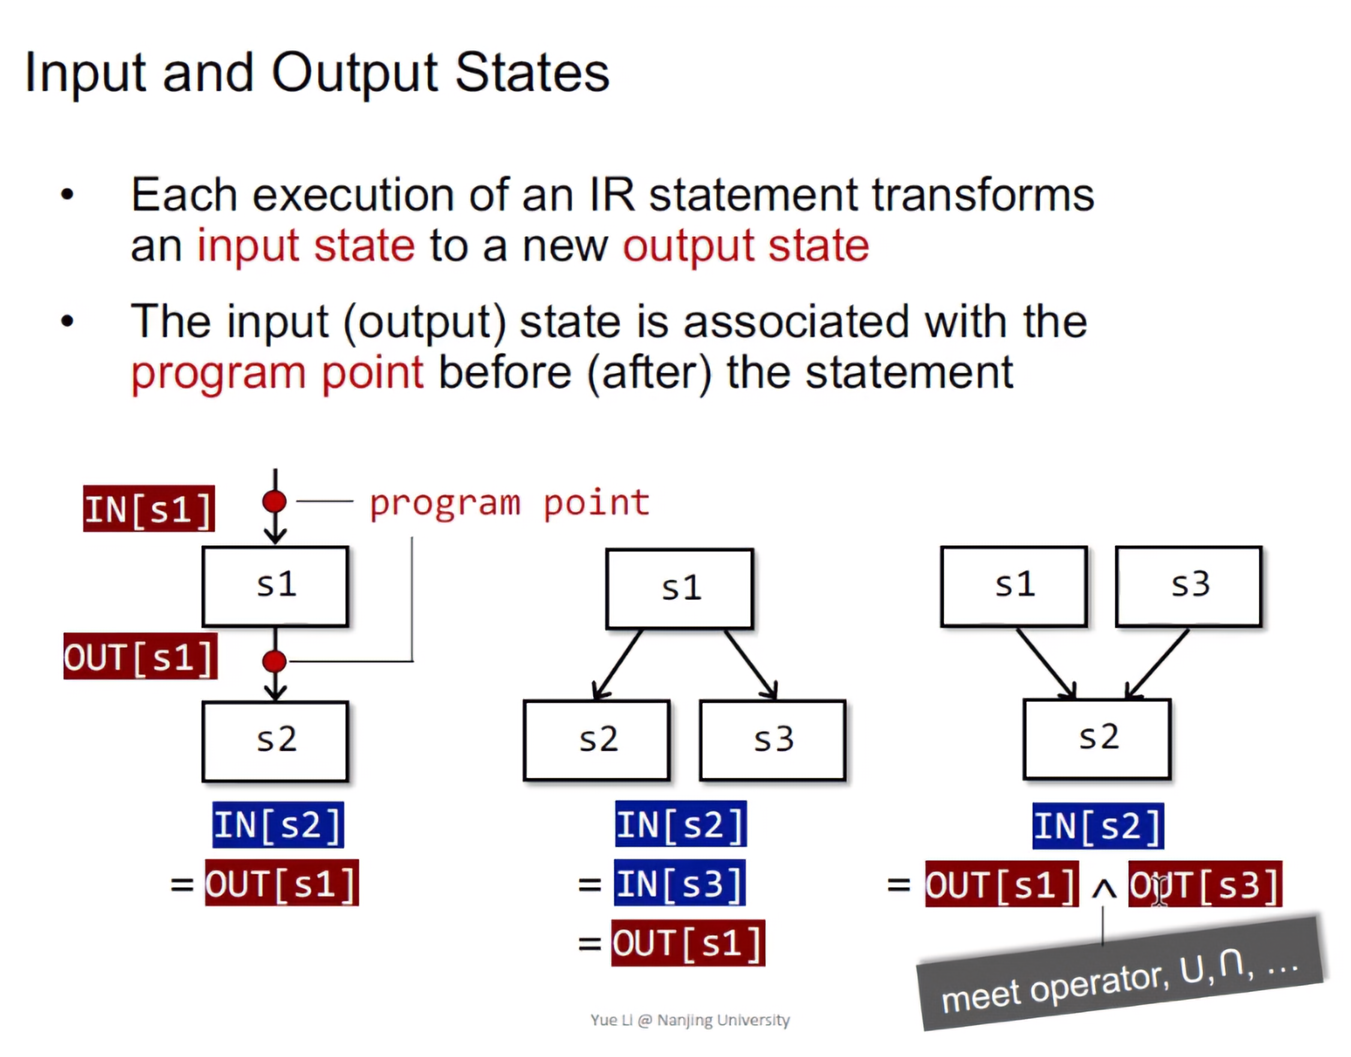 Input and Output States
• Each execution of an IR statement transforms
an input state to a new output state
• The input (output) state is associated with the
program point before (after) the statement
IN[s1]
program point
s1
OUT[s1]
s2
IN[s2]
= OUT[s1]
s1
s2
s3
IN[s2]
= IN[s3]
= OUT[s1]
s1
s3
s2
IN[s2]
= OUT[s1] ∧ OUT[s3]
meet operator, ∪,∩, ...
Yue Li @ Nanjing University